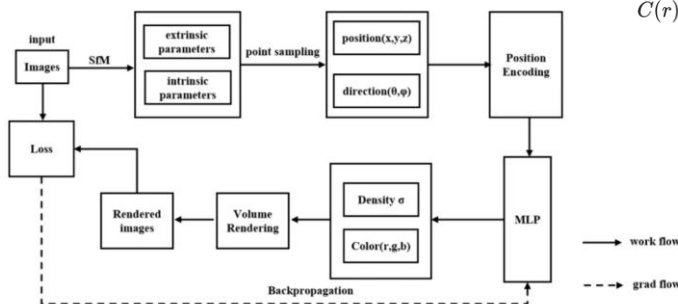 C(r)
input
Images
SfM
extrinsic
parameters
intrinsic
parameters
point sampling
position(x,y,z)
direction(θ,φ)
Position
Encoding
Loss
Rendered
images
Volume
Rendering
Density σ
Color(r,g,b)
MLP
work flow
Backpropagation
grad flow